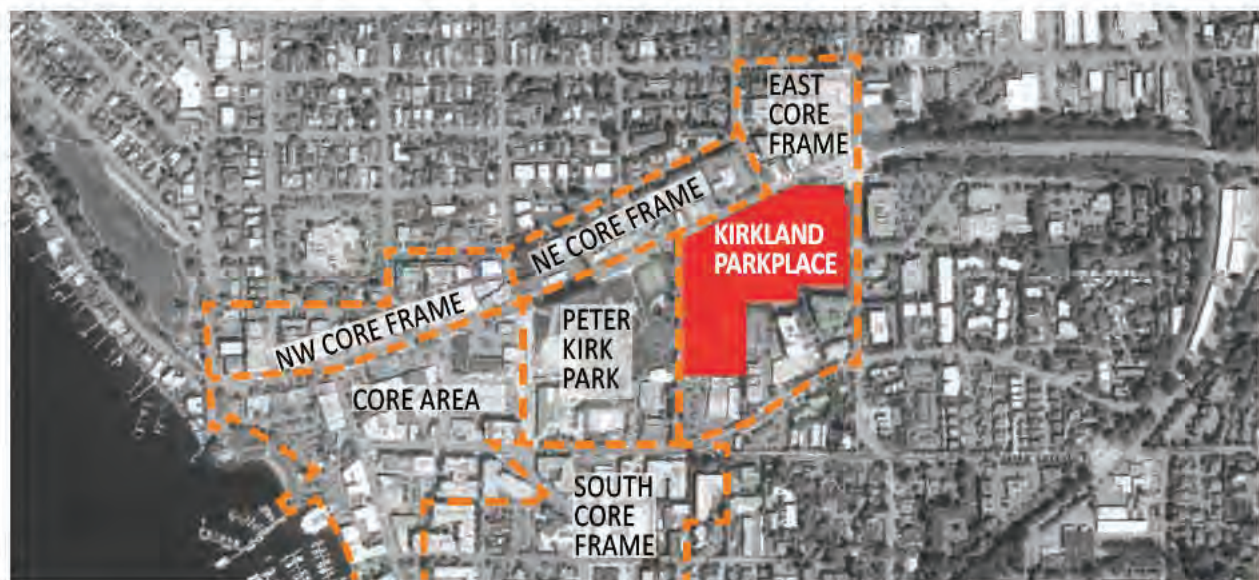 EAST
CORE
FRAME
NE CORE FRAME
KIRKLAND
PARKPLACE
NW CORE FRAME
PETER
KIRK
PARK
CORE AREA
SOUTH
CORE
FRAME